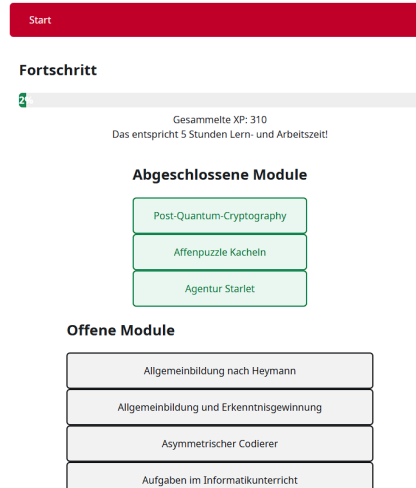 Start
Fortschritt
2%
Gesammelte XP: 310
Das entspricht 5 Stunden Lern- und Arbeitszeit!
Abgeschlossene Module
Post-Quantum-Cryptography
Affenpuzzle Kacheln
Agentur Starlet
Offene Module
Allgemeinbildung nach Heymann
Allgemeinbildung und Erkenntnisgewinnung
Asymmetrischer Codierer
Aufgaben im Informatikunterricht